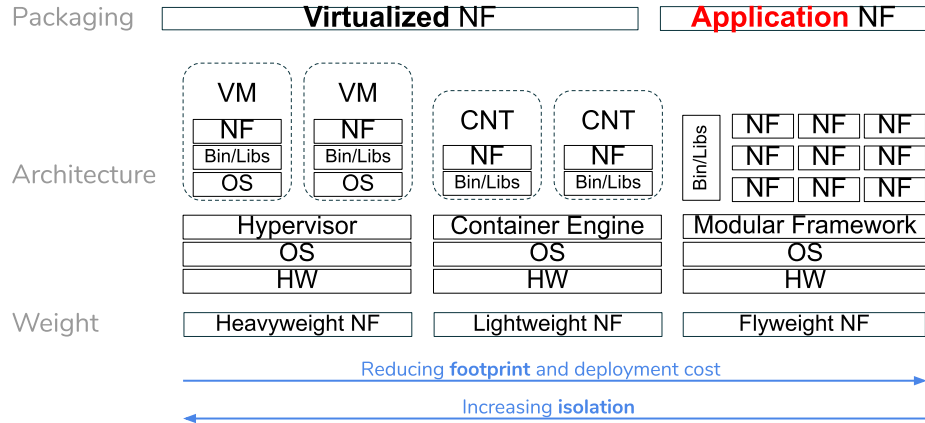 Packaging
Virtualized NF
Application NF
VM
VM
NF
NF
Bin/Libs
Bin/Libs
OS
OS
CNT
CNT
NF
NF
Bin/Libs
Bin/Libs
Bin/Libs
NF NF NF
NF NF NF
NF NF NF
Architecture
Hypervisor
Container Engine
Modular Framework
OS
OS
OS
HW
HW
HW
Weight
Heavyweight NF
Lightweight NF
Flyweight NF
Reducing footprint and deployment cost
Increasing isolation